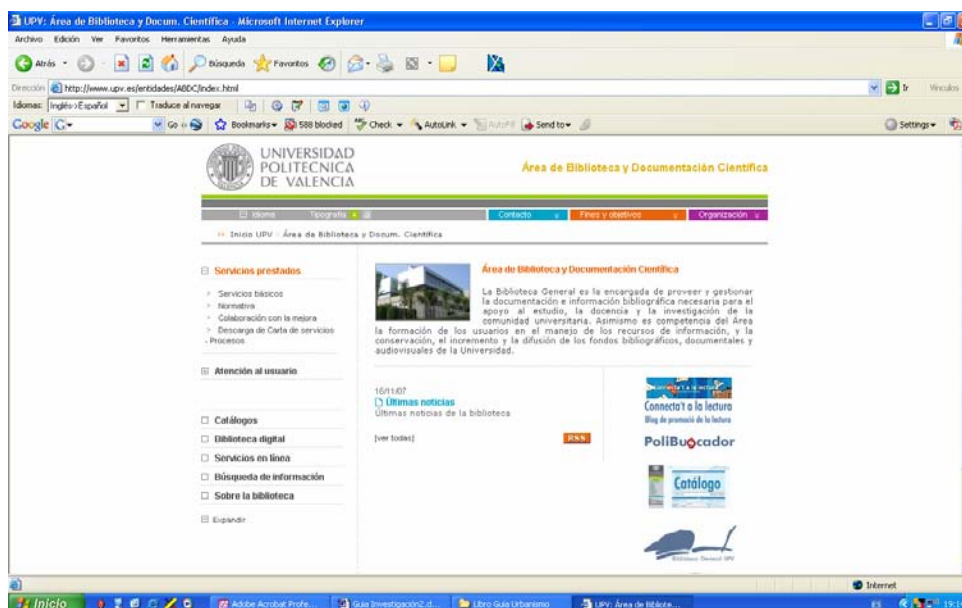 UPV: Área de Biblioteca y Docum. Científica - Microsoft Internet Explorer
Archivo Edición Ver Favoritos Herramientas Ayuda
Atrás Búsqueda Favoritos
Dirección http://www.upv.es/entidades/ABDC/index.html Ir Vínculos
Idiomas: Inglés>Español Traduce al navegar
Google Go Bookmarks 588 blocked Check AutoLink AutoFill Send to Settings
UNIVERSIDAD
POLITECNICA
DE VALENCIA
Área de Biblioteca y Documentación Científica
Idioma Tipografía Contacto Fines y objetivos Organización
Inicio UPV : Área de Biblioteca y Docum. Científica
Servicios prestados
Servicios básicos
Normativa
Colaboración con la mejora
Descarga de Carta de servicios
- Procesos
Atención al usuario
Catálogos
Biblioteca digital
Servicios en línea
Búsqueda de información
Sobre la biblioteca
Expandir
Área de Biblioteca y Documentación Científica
La Biblioteca General es la encargada de proveer y gestionar
la documentación e información bibliográfica necesaria para el
apoyo al estudio, la docencia y la investigación de la
comunidad universitaria. Asimismo es competencia del Área
la formación de los usuarios en el manejo de los recursos de información, y la
conservación, el incremento y la difusión de los fondos bibliográficos, documentales y
audiovisuales de la Universidad.
16/11/07
Últimas noticias
Últimas noticias de la biblioteca
[ver todas] RSS
Connecta't a la lectura
Connecta't a la lectura
Blog de promoció de la lectura
PoliBuscador
Catálogo
Biblioteca General UPV
Internet
Inicio Adobe Acrobat Profe... Guia Investigación2.d... Libro Guía Urbanismo UPV: Área de Bibliote... ES